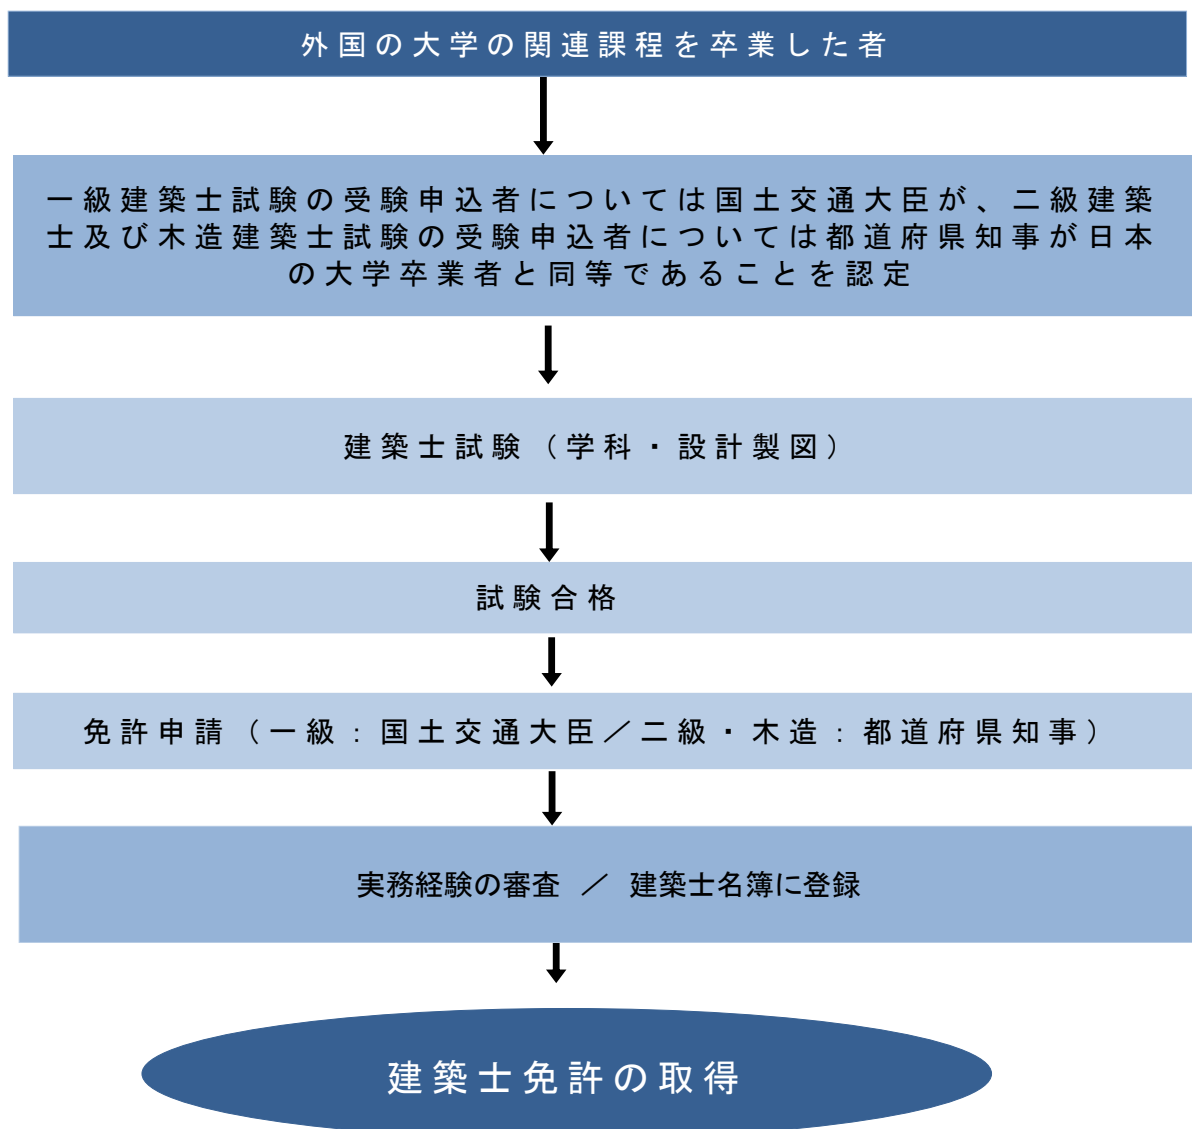 外国の大学の関連課程を卒業した者
一級建築士試験の受験申込者については国土交通大臣が、二級建築
士及び木造建築士試験の受験申込者については都道府県知事が日本
の大学卒業者と同等であることを認定
建築士試験（学科・設計製図）
試験合格
免許申請（一級：国土交通大臣／二級・木造：都道府県知事）
実務経験の審査　／　建築士名簿に登録
建築士免許の取得